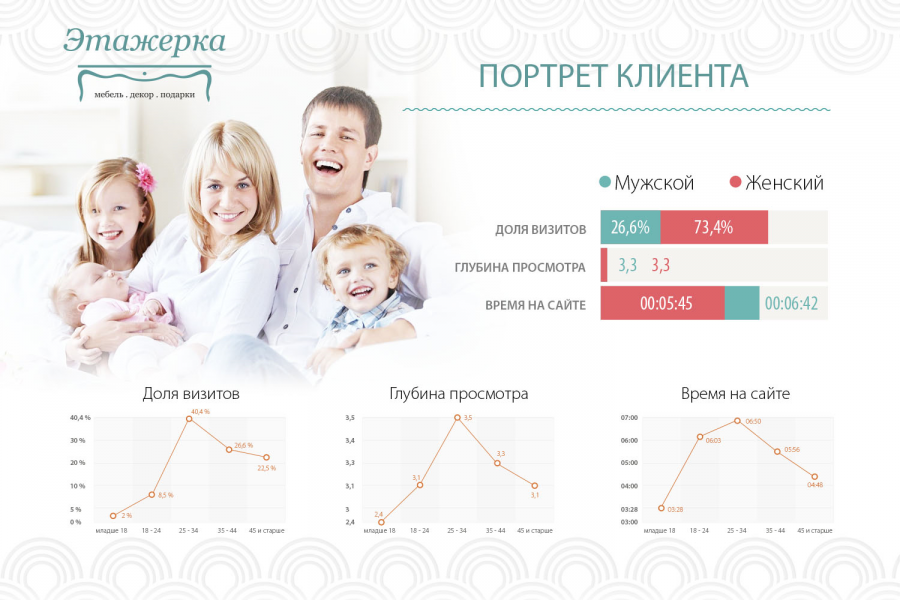 Этажерка
мебель . декор . подарки
ПОРТРЕТ КЛИЕНТА
Мужской Женский
ДОЛЯ ВИЗИТОВ 26,6% 73,4%
ГЛУБИНА ПРОСМОТРА 3,3 3,3
ВРЕМЯ НА САЙТЕ 00:05:45 00:06:42
Доля визитов
40,4 %
30 %
20 %
10 %
5 %
0 %
2 %
8,5 %
40,4 %
26,6 %
22,5 %
младше 18 18 - 24 25 - 34 35 - 44 45 и старше
Глубина просмотра
3,5
3,4
3,3
3,1
3
2,4
2,4
3,1
3,5
3,3
3,1
младше 18 18 - 24 25 - 34 35 - 44 45 и старше
Время на сайте
07:00
06:00
05:00
04:00
03:28
03:00
03:28
06:03
06:50
05:56
04:48
младше 18 18 - 24 25 - 34 35 - 44 45 и старше